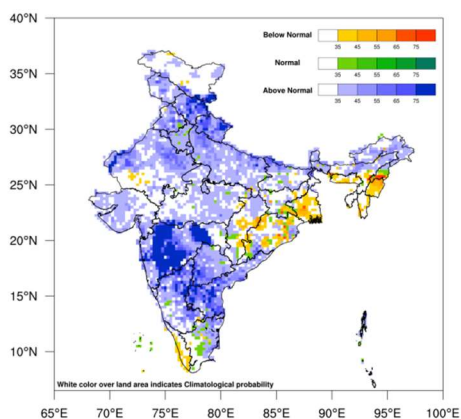 40°N
Below Normal
35 45 55 65 75
Normal
35 45 55 65 75
35°N
Above Normal
35 45 55 65 75
30°N
25°N
20°N
15°N
10°N
White color over land area indicates Climatological probability
65°E 70°E 75°E 80°E 85°E 90°E 95°E 100°E